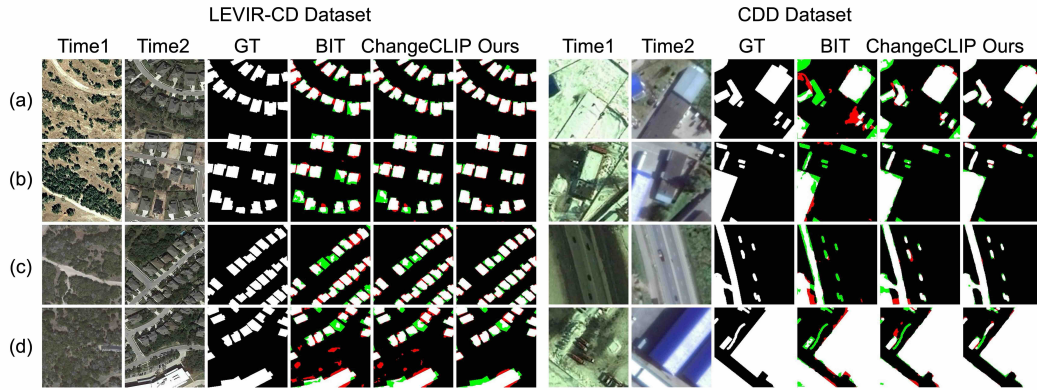 LEVIR-CD Dataset CDD Dataset
Time1 Time2 GT BIT ChangeCLIP Ours Time1 Time2 GT BIT ChangeCLIP Ours
(a)
(b)
(c)
(d)